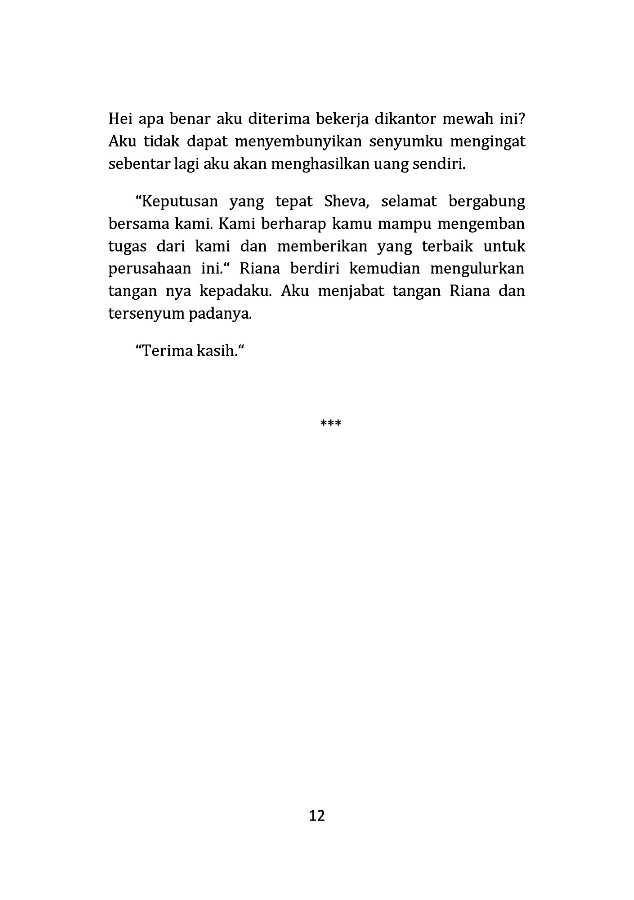 Hei apa benar aku diterima bekerja dikantor mewah ini?
Aku tidak dapat menyembunyikan senyumku mengingat
sebentar lagi aku akan menghasilkan uang sendiri.
“Keputusan yang tepat Sheva, selamat bergabung
bersama kami. Kami berharap kamu mampu mengemban
tugas dari kami dan memberikan yang terbaik untuk
perusahaan ini.“ Riana berdiri kemudian mengulurkan
tangan nya kepadaku. Aku menjabat tangan Riana dan
tersenyum padanya.
“Terima kasih.“
***
12